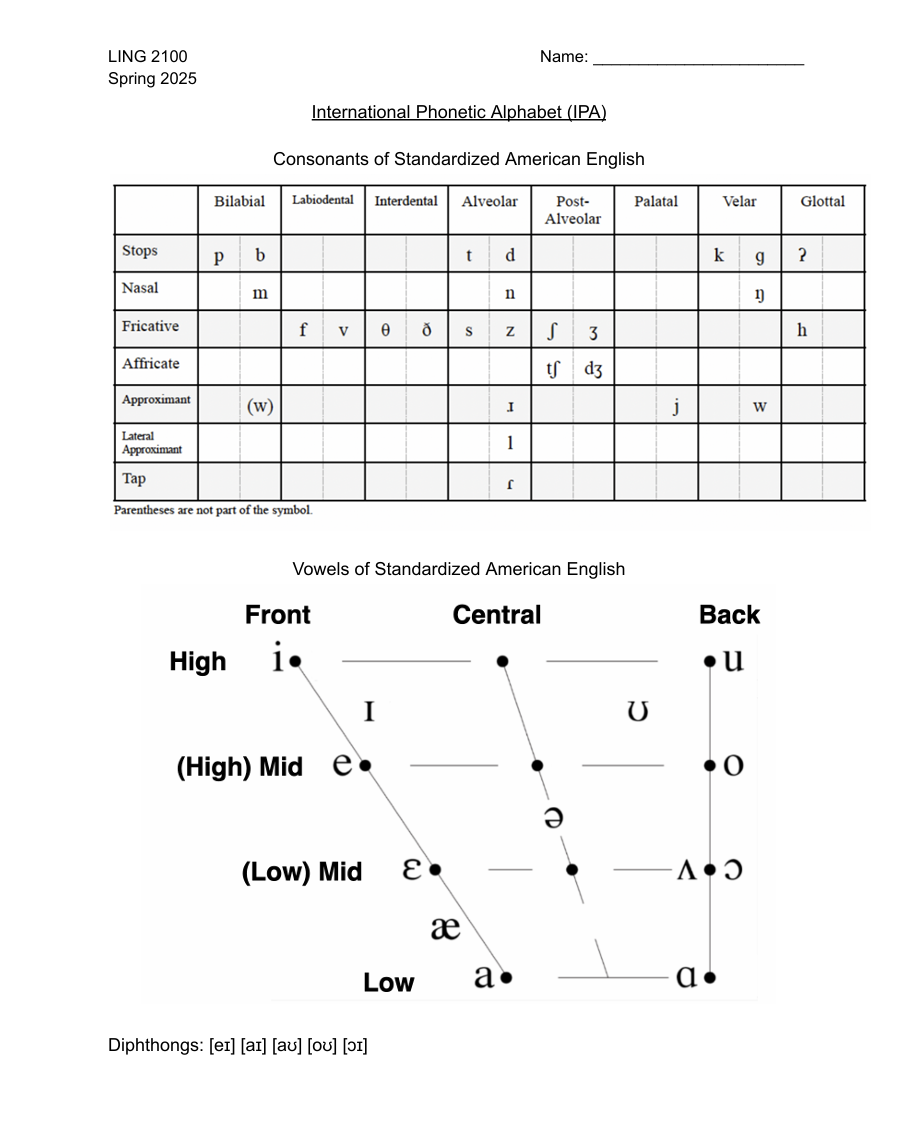 LING 2100 Name: _______________________
Spring 2025
International Phonetic Alphabet (IPA)
Consonants of Standardized American English
Bilabial Labiodental Interdental Alveolar Post-Alveolar Palatal Velar Glottal
Stops p b t d k ɡ ʔ
Nasal m n ŋ
Fricative f v θ ð s z ʃ ʒ h
Affricate tʃ dʒ
Approximant (w) ɹ j w
Lateral Approximant l
Tap ɾ
Parentheses are not part of the symbol.
Vowels of Standardized American English
Front Central Back
High i u
ɪ ʊ
(High) Mid e o
ə
(Low) Mid ɛ ʌ ɔ
æ
Low a ɑ
Diphthongs: [eɪ] [aɪ] [aʊ] [oʊ] [ɔɪ]